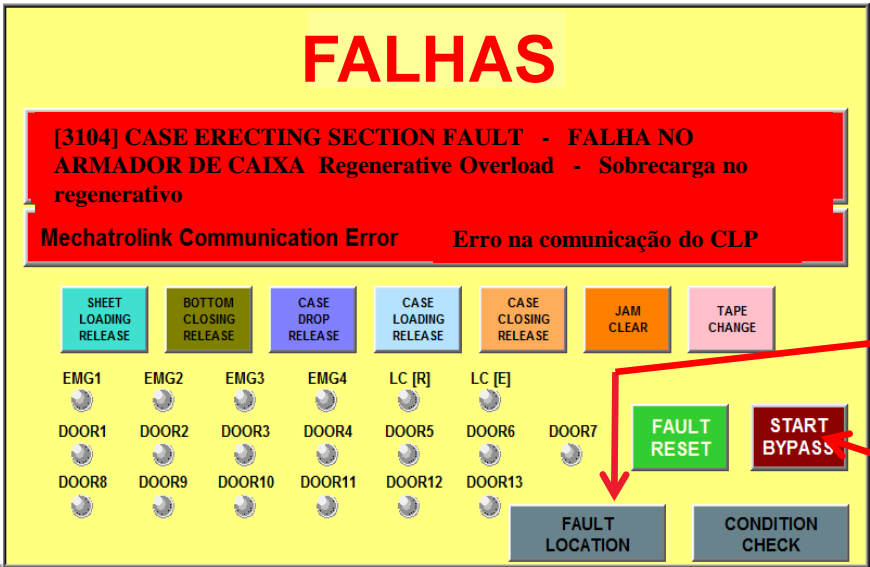 FALHAS
[3104] CASE ERECTING SECTION FAULT - FALHA NO
ARMADOR DE CAIXA Regenerative Overload - Sobrecarga no
regenerativo
Mechatrolink Communication Error Erro na comunicação do CLP
SHEET LOADING RELEASE
BOTTOM CLOSING RELEASE
CASE DROP RELEASE
CASE LOADING RELEASE
CASE CLOSING RELEASE
JAM CLEAR
TAPE CHANGE
EMG1 EMG2 EMG3 EMG4 LC [R] LC [E]
DOOR1 DOOR2 DOOR3 DOOR4 DOOR5 DOOR6 DOOR7
FAULT RESET
START BYPASS
DOOR8 DOOR9 DOOR10 DOOR11 DOOR12 DOOR13
FAULT LOCATION
CONDITION CHECK